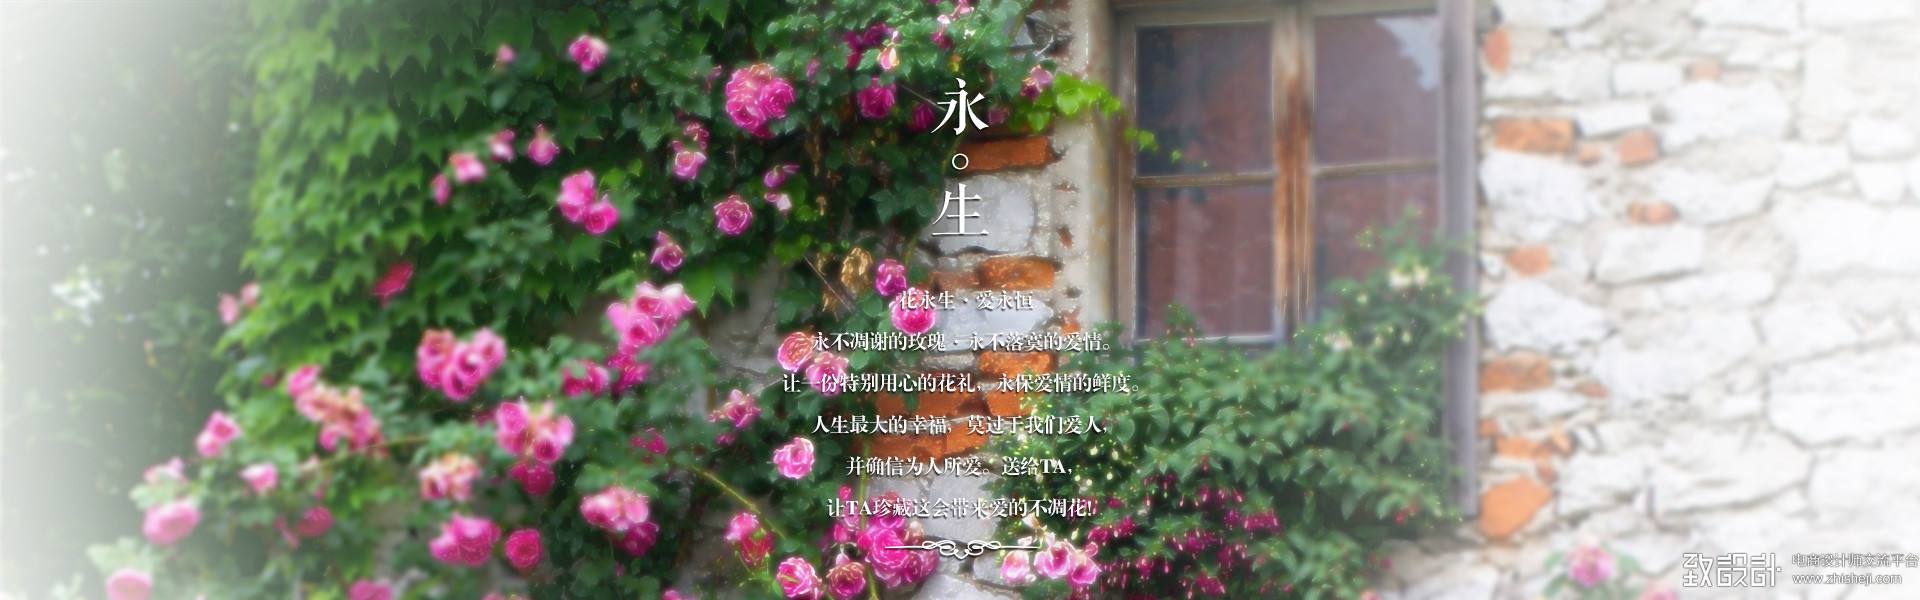 永
。
生
花永生·爱永恒
永不凋谢的玫瑰·永不落寞的爱情。
让一份特别用心的花礼，永保爱情的鲜度。
人生最大的幸福，莫过于我们爱人，
并确信为人所爱。送给TA，
让TA珍藏这会带来爱的不凋花！
致設計 电商设计师交流平台
www.zhisheji.com